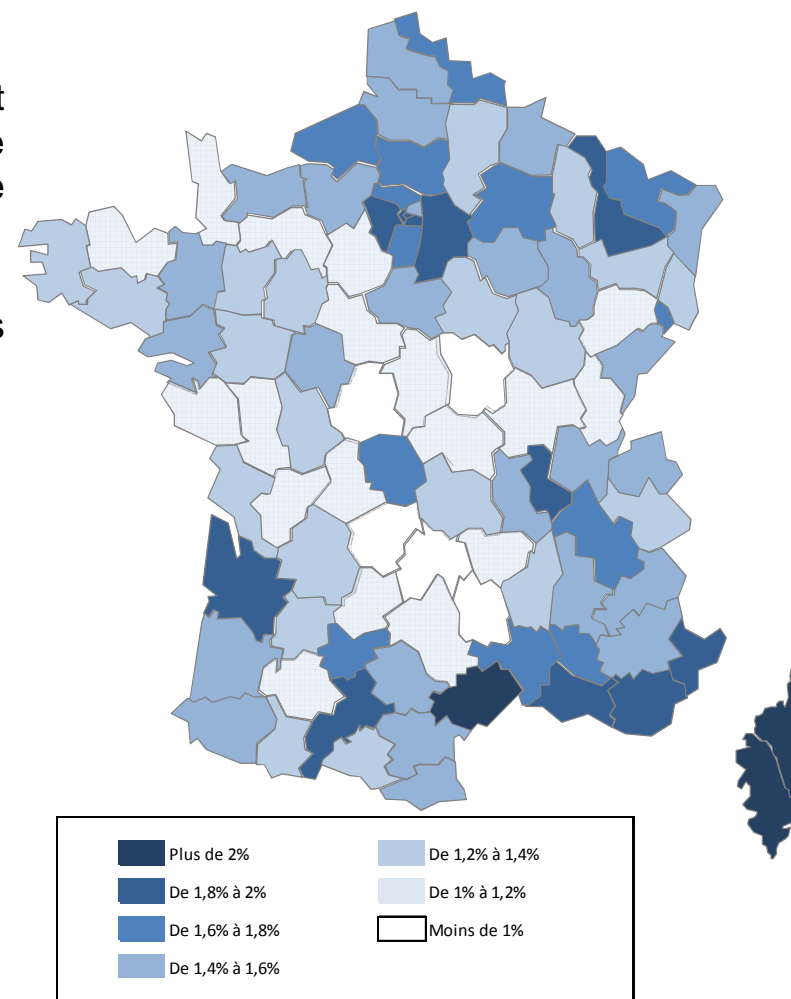 t
e
e
s
Plus de 2%
De 1,8% à 2%
De 1,6% à 1,8%
De 1,4% à 1,6%
De 1,2% à 1,4%
De 1% à 1,2%
Moins de 1%